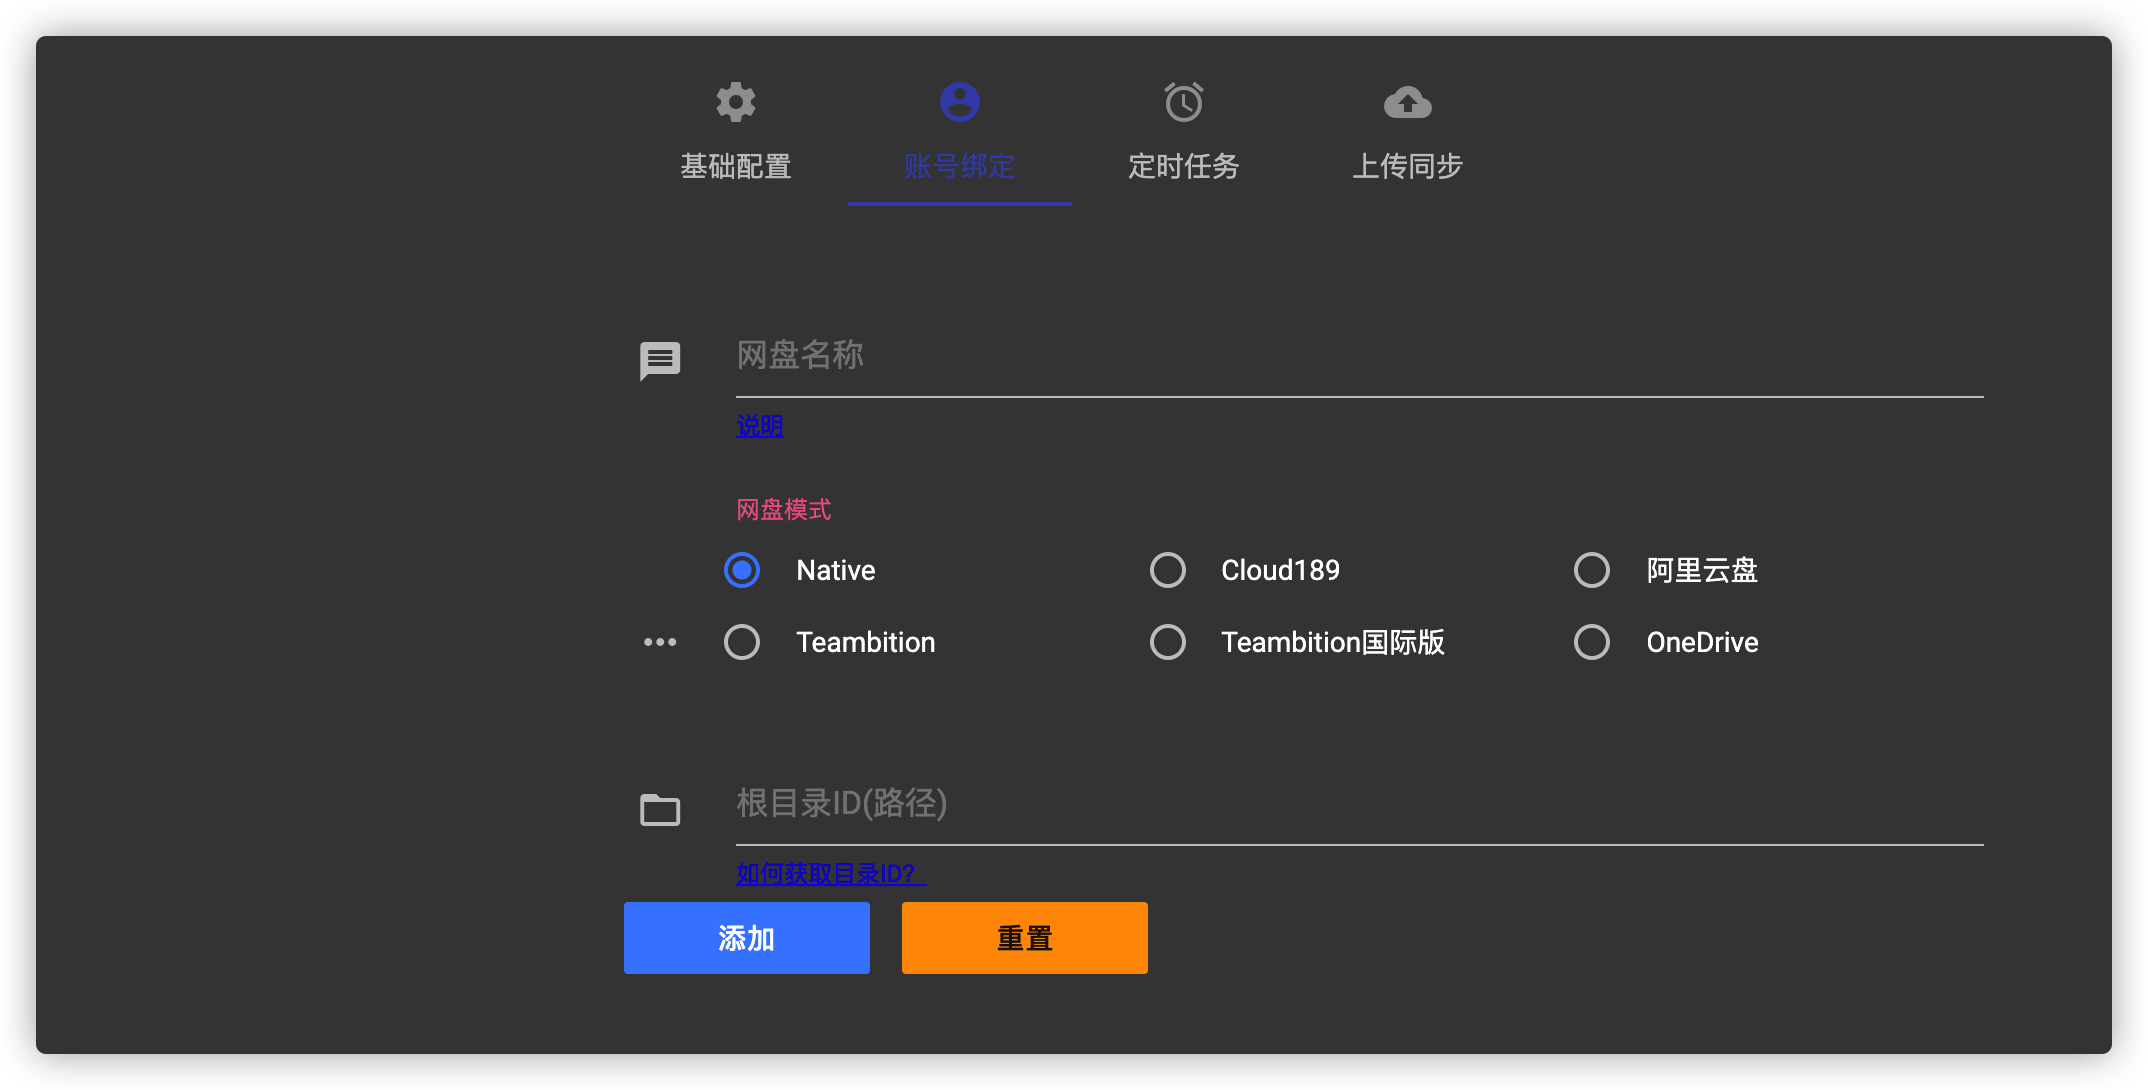 基础配置 账号绑定 定时任务 上传同步
网盘名称
说明
网盘模式
Native Cloud189 阿里云盘
Teambition Teambition国际版 OneDrive
根目录ID(路径)
如何获取目录ID？
添加 重置